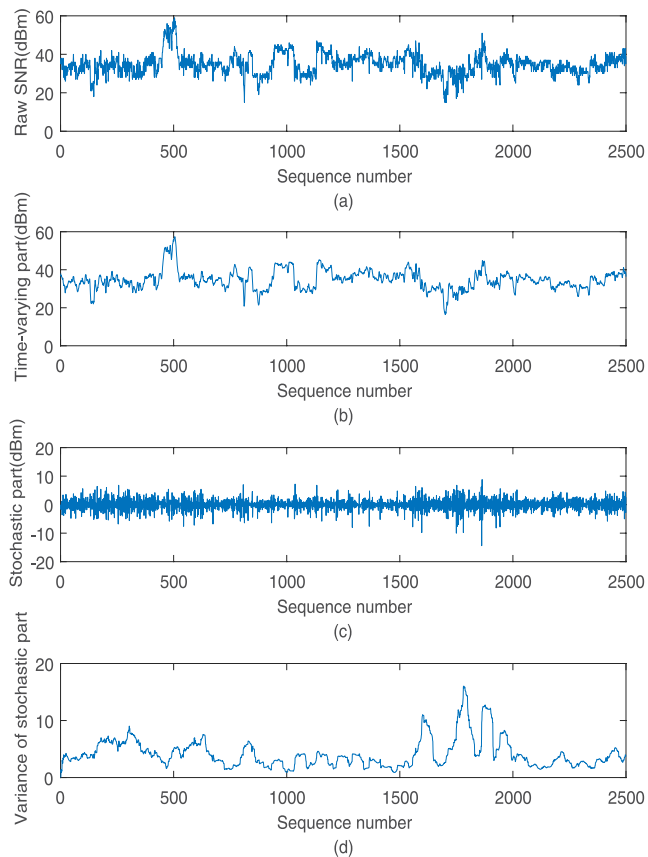 Raw SNR(dBm)
60
40
20
0
0 500 1000 1500 2000 2500
Sequence number
(a)
Time-varying part(dBm)
60
40
20
0
0 500 1000 1500 2000 2500
Sequence number
(b)
Stochastic part(dBm)
20
10
0
-10
-20
0 500 1000 1500 2000 2500
Sequence number
(c)
Variance of stochastic part
20
10
0
0 500 1000 1500 2000 2500
Sequence number
(d)